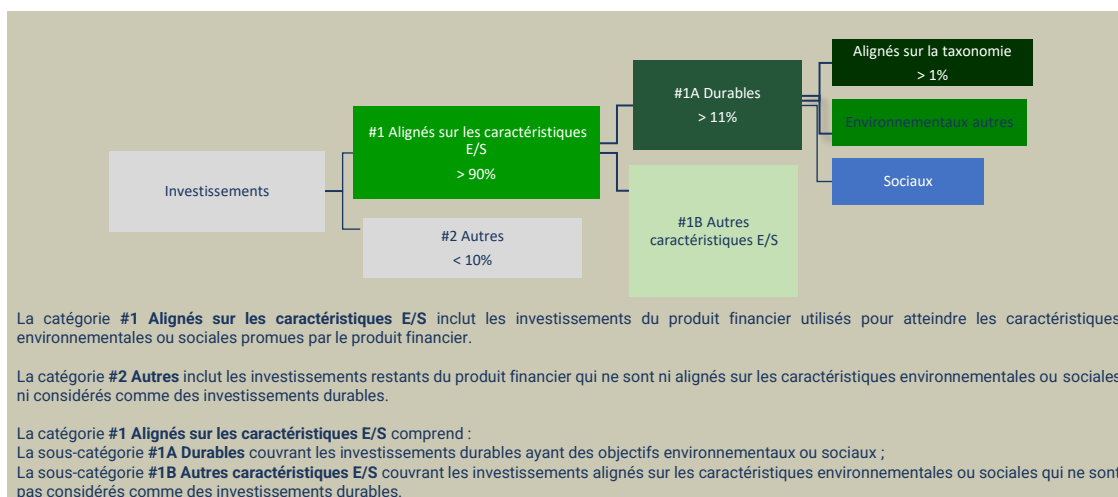 Alignés sur la taxonomie
> 1%
#1A Durables
> 11%
Environnementaux autres
#1 Alignés sur les caractéristiques
E/S
> 90%
Sociaux
Investissements
#1B Autres
caractéristiques E/S
#2 Autres
< 10%
La catégorie #1 Alignés sur les caractéristiques E/S inclut les investissements du produit financier utilisés pour atteindre les caractéristiques
environnementales ou sociales promues par le produit financier.
La catégorie #2 Autres inclut les investissements restants du produit financier qui ne sont ni alignés sur les caractéristiques environnementales ou sociales
ni considérés comme des investissements durables.
La catégorie #1 Alignés sur les caractéristiques E/S comprend :
La sous-catégorie #1A Durables couvrant les investissements durables ayant des objectifs environnementaux ou sociaux ;
La sous-catégorie #1B Autres caractéristiques E/S couvrant les investissements alignés sur les caractéristiques environnementales ou sociales qui ne sont
pas considérés comme des investissements durables.